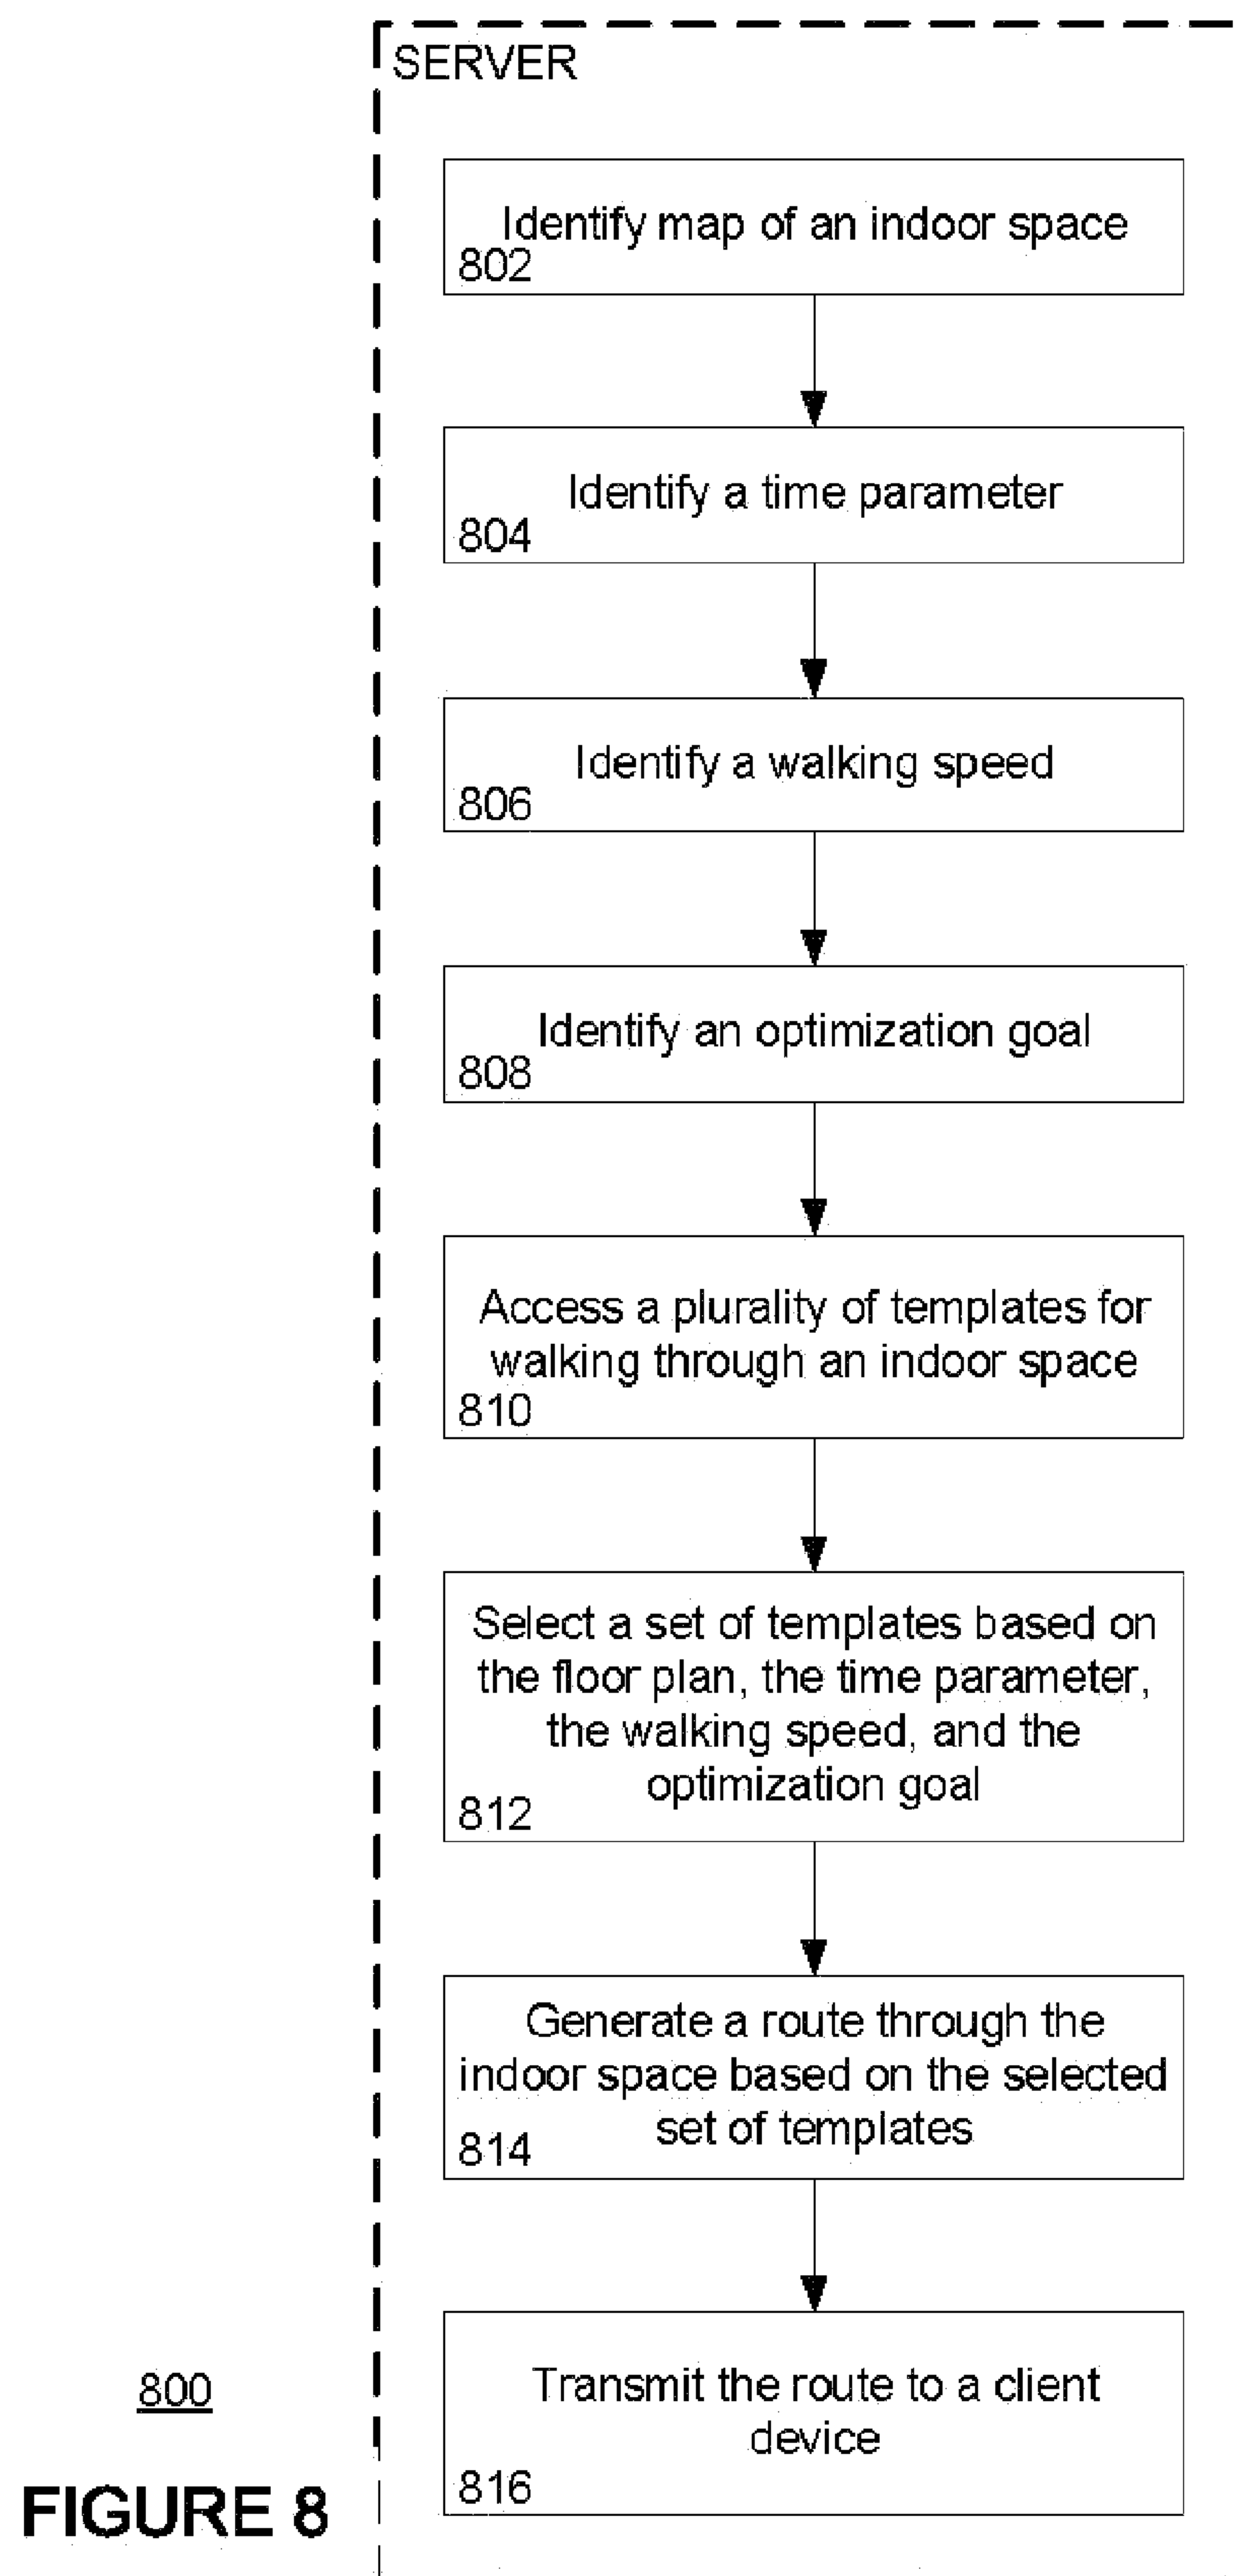 SERVER
Identify map of an indoor space
802
Identify a time parameter
804
Identify a walking speed
806
Identify an optimization goal
808
Access a plurality of templates for
walking through an indoor space
810
Select a set of templates based on
the floor plan, the time parameter,
the walking speed, and the
optimization goal
812
Generate a route through the
indoor space based on the selected
set of templates
814
Transmit the route to a client
device
816
800
FIGURE 8